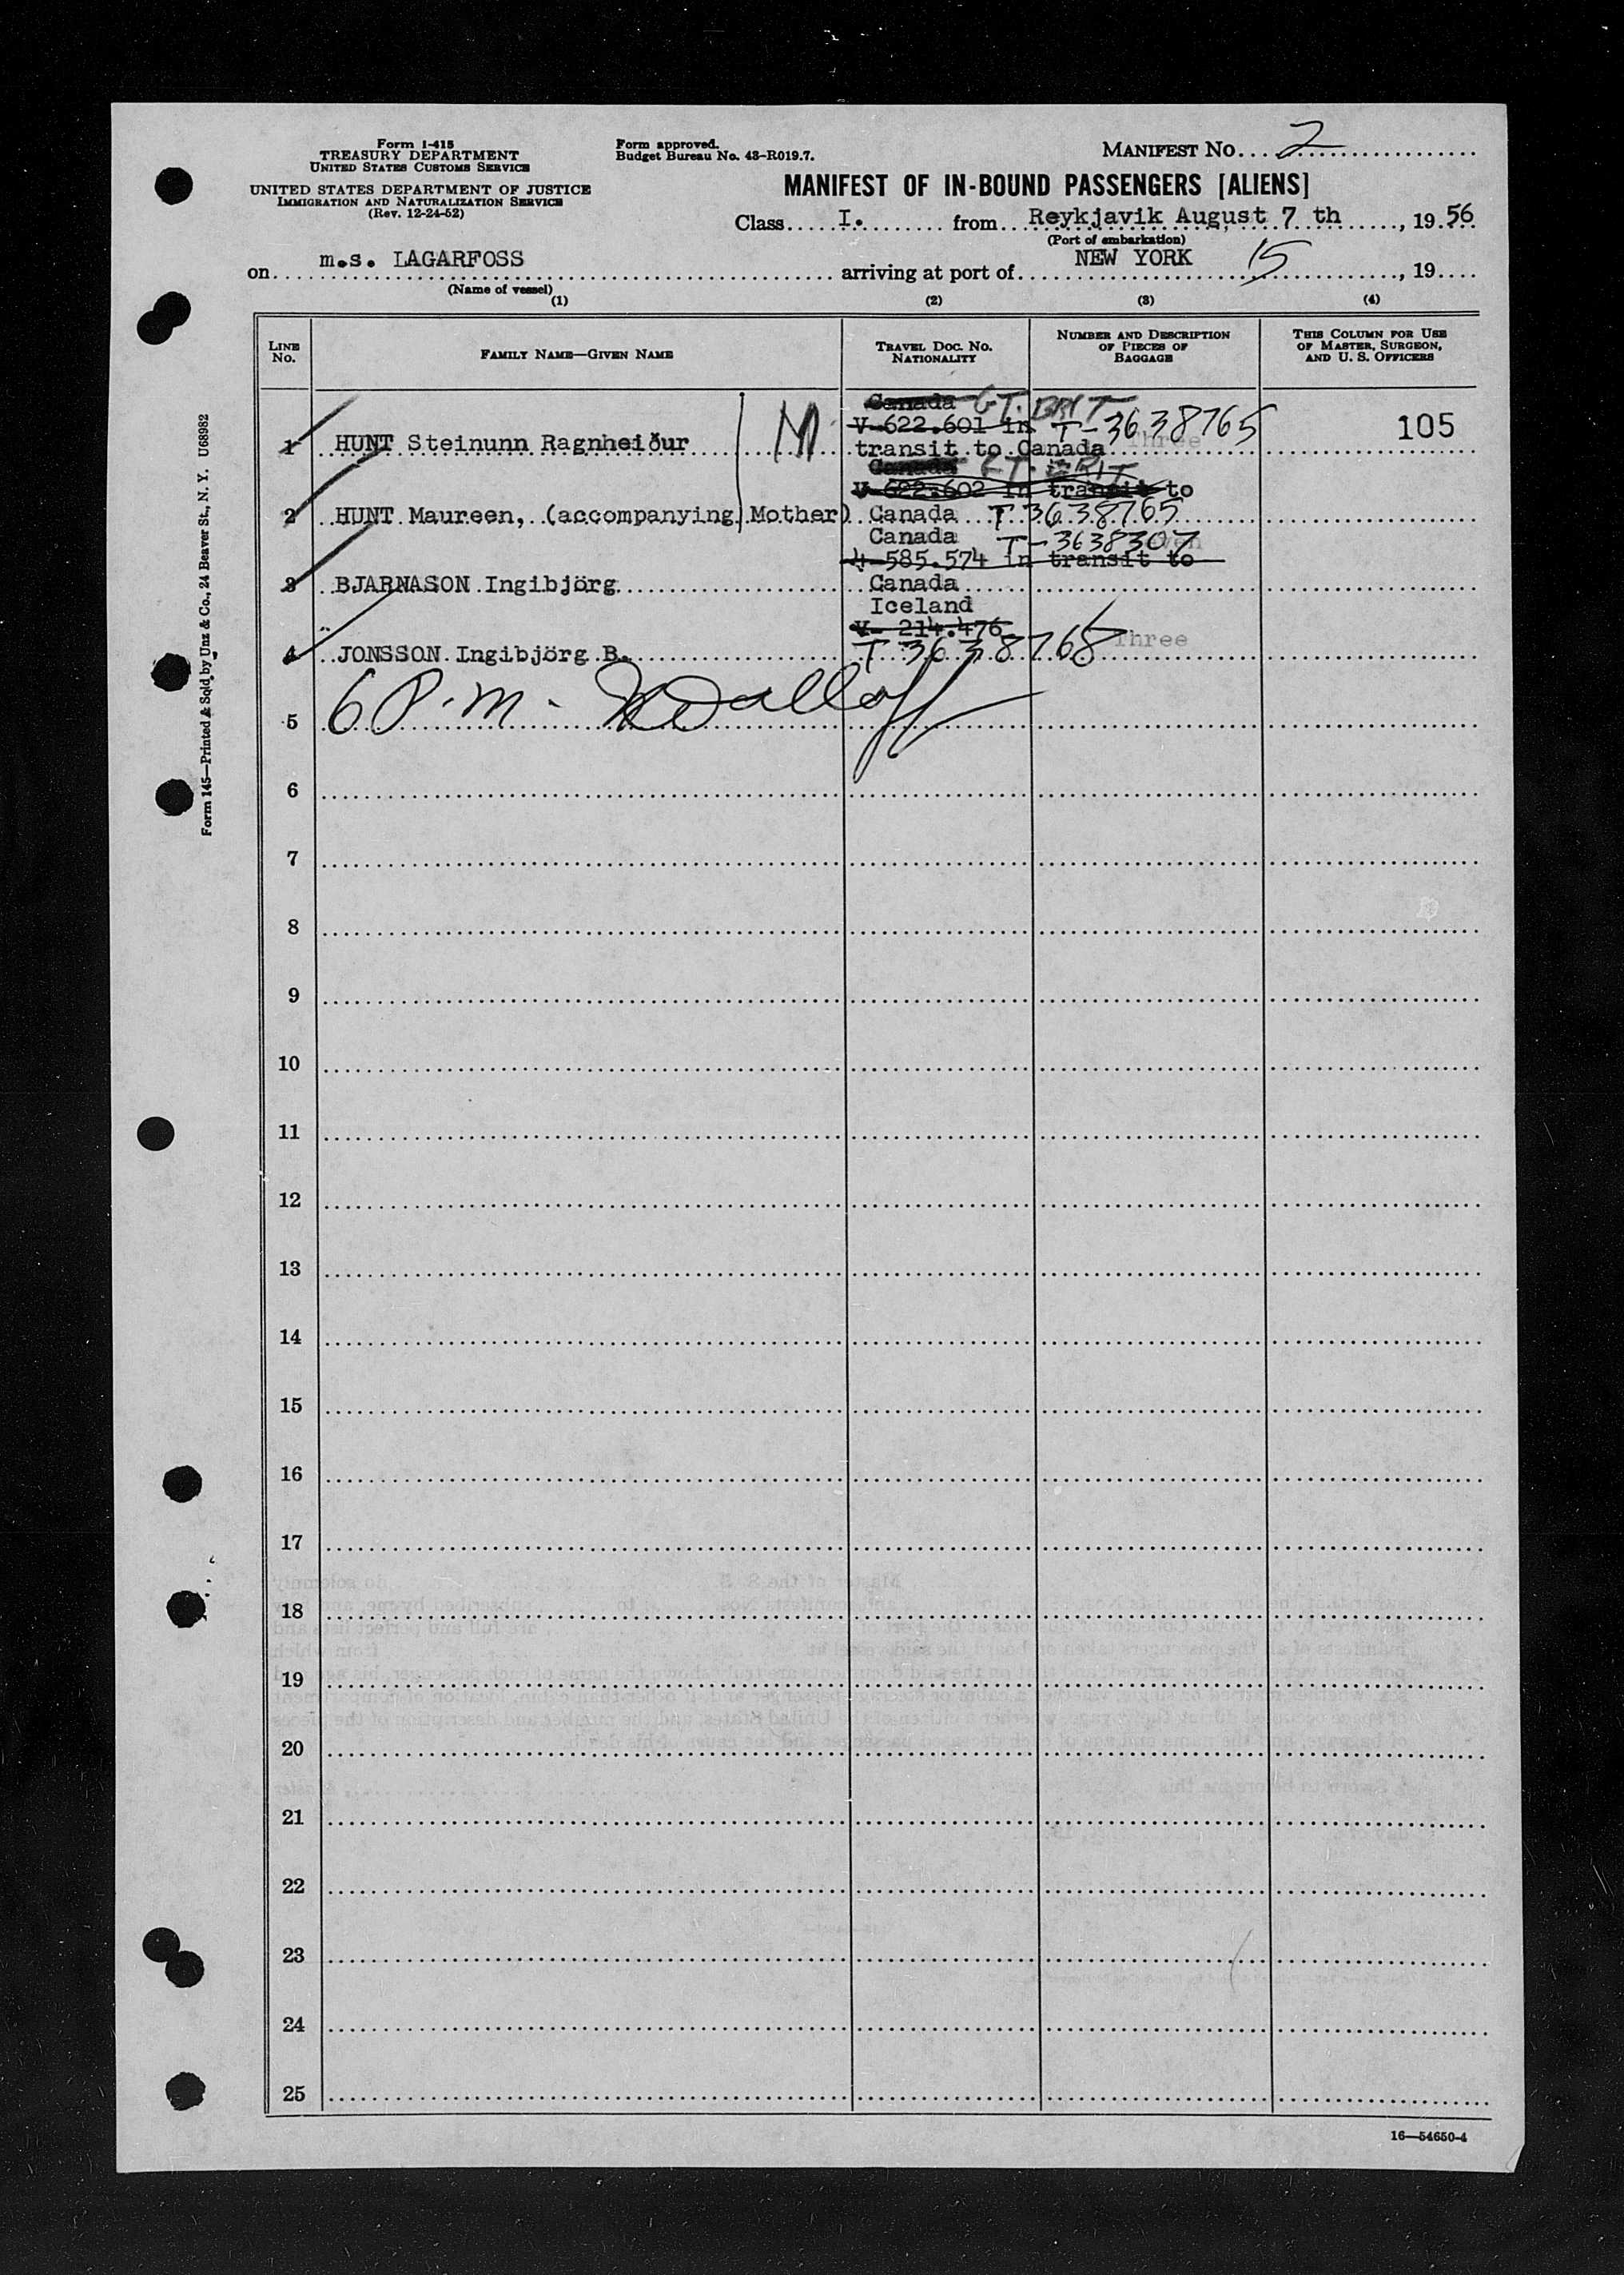 Form I-415
TREASURY DEPARTMENT
UNITED STATES CUSTOMS SERVICE
UNITED STATES DEPARTMENT OF JUSTICE
IMMIGRATION AND NATURALIZATION SERVICE
(Rev. 12-24-52)
Form approved.
Budget Bureau No. 43-R019.7.
MANIFEST NO. 2
MANIFEST OF IN-BOUND PASSENGERS [ALIENS]
Class I. from Reykjavik August 7 th, 19 56
(Port of embarkation)
on m.s. LAGARFOSS arriving at port of NEW YORK 15, 19
(Name of vessel)
(1) (2) (3) (4)
LINE NO.
FAMILY NAME—GIVEN NAME
TRAVEL DOC. NO. NATIONALITY
NUMBER AND DESCRIPTION OF PIECES OF BAGGAGE
THIS COLUMN FOR USE OF MASTER, SURGEON, AND U. S. OFFICERS
Canada GT. BRIT
V-622.601 in T-3638765
1 HUNT Steinunn Ragnheiður M transit to Canada Three 105
Canada GT. BRIT
V-622.602 in transit to
2 HUNT Maureen, (accompanying Mother) Canada T 3638765
Canada T-3638307
4-585.574 in transit to
3 BJARNASON Ingibjörg Canada
Iceland
V- 214.476
4 JONSSON Ingibjörg B. T 3638768 Three
5 6 P.M.
6
7
8
9
10
11
12
13
14
15
16
17
18
19
20
21
22
23
24
25
16—54650-4
Form 145—Printed & Sold by Unz & Co., 24 Beaver St., N. Y. U68982